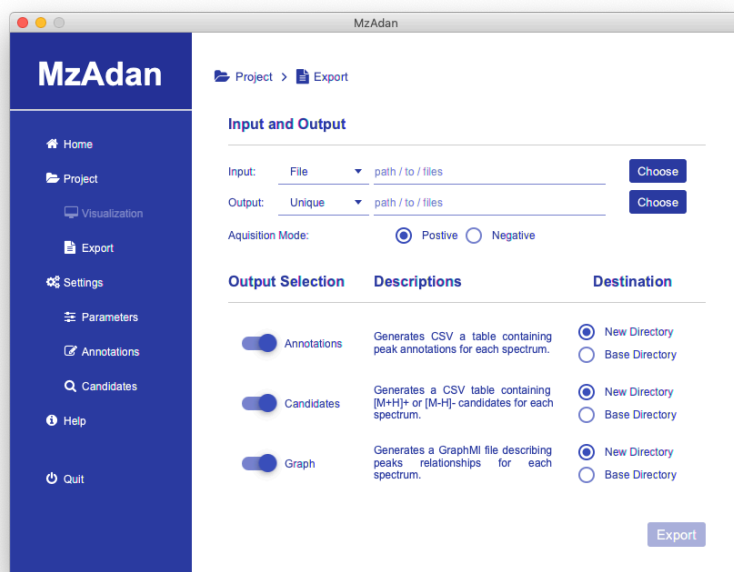 MzAdan
MzAdan
Project > Export
Home
Project
Visualization
Export
Settings
Parameters
Annotations
Candidates
Help
Quit
Input and Output
Input: File path / to / files Choose
Output: Unique path / to / files Choose
Aquisition Mode: Postive Negative
Output Selection Descriptions Destination
Annotations
Generates CSV a table containing
peak annotations for each spectrum.
New Directory
Base Directory
Candidates
Generates a CSV table containing
[M+H]+ or [M-H]- candidates for each
spectrum.
New Directory
Base Directory
Graph
Generates a GraphMl file describing
peaks relationships for each
spectrum.
New Directory
Base Directory
Export